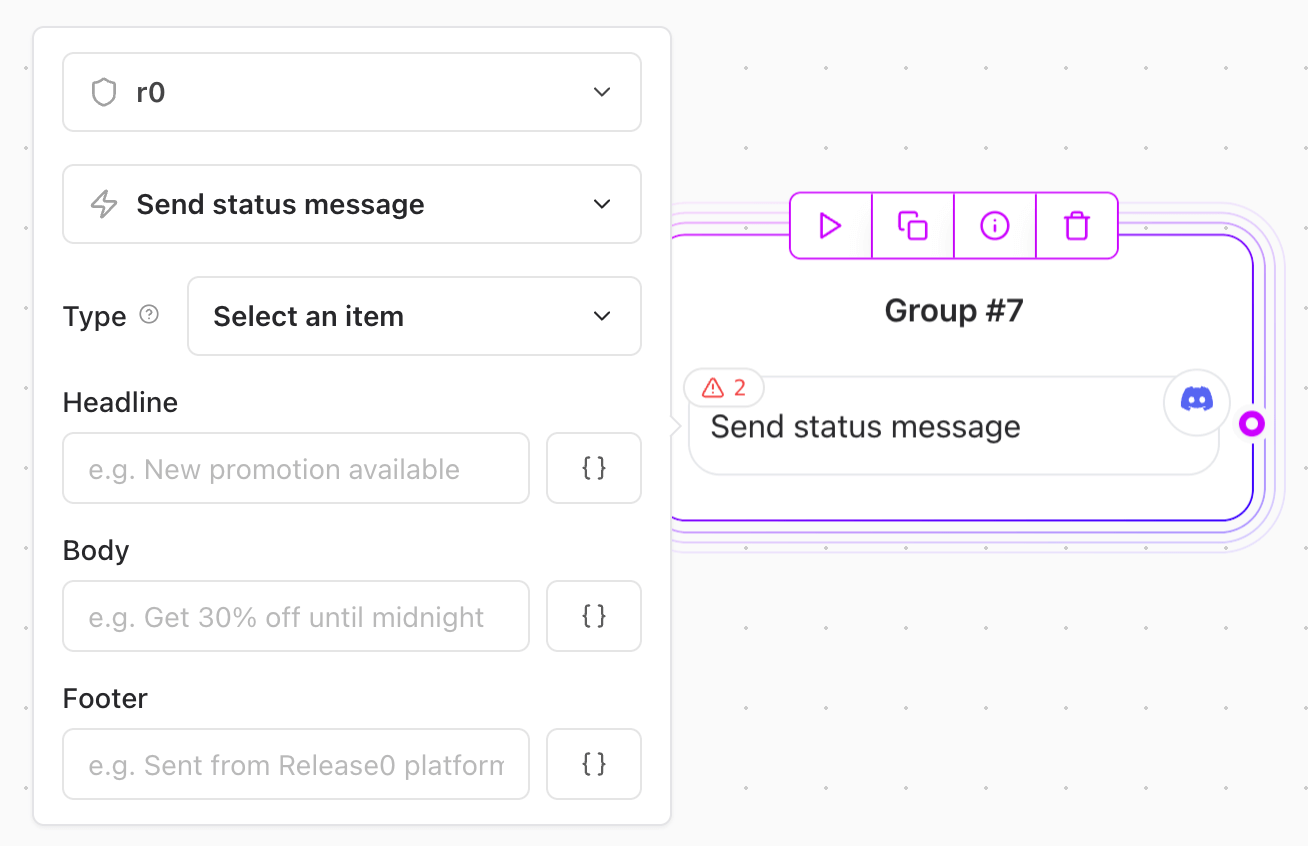 r0
Send status message
Type
Select an item
Headline
e.g. New promotion available
{ }
Body
e.g. Get 30% off until midnight
{ }
Footer
e.g. Sent from Release0 platform
{ }
Group #7
2
Send status message